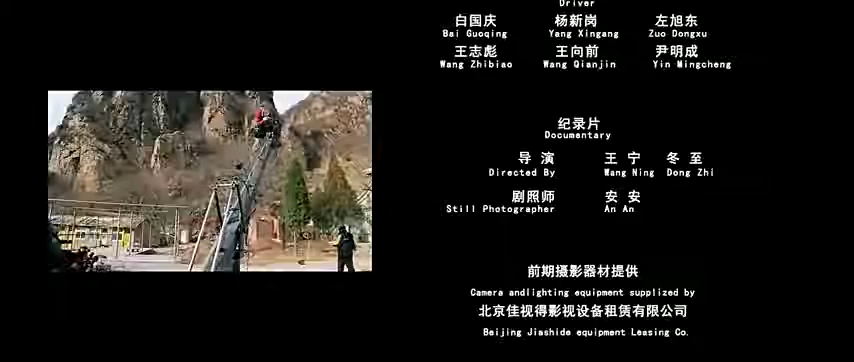 Driver
白国庆 杨新岗 左旭东
Bai Guoqing Yang Xingang Zuo Dongxu
王志彪 王向前 尹明成
Wang Zhibiao Wang Qianjin Yin Mingcheng
纪录片
Documentary
导 演 王 宁 冬 至
Directed By Wang Ning Dong Zhi
剧照师 安 安
Still Photographer An An
前期摄影器材提供
Camera andlighting equipment supplized by
北京佳视得影视设备租赁有限公司
Beijing Jiashide equipment Leasing Co.